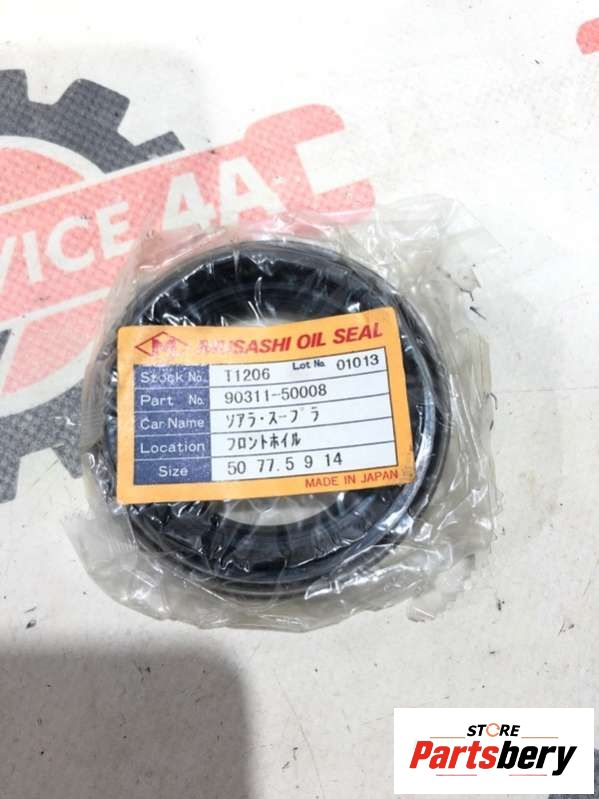 VICE 4A
M MUSASHI OIL SEAL
Stock No. T1206 Lot No. 01013
Part No. 90311-50008
Car Name ソアラ・スープラ
Location フロントホイル
Size 50 77.5 9 14
MADE IN JAPAN
STORE
Partsbery